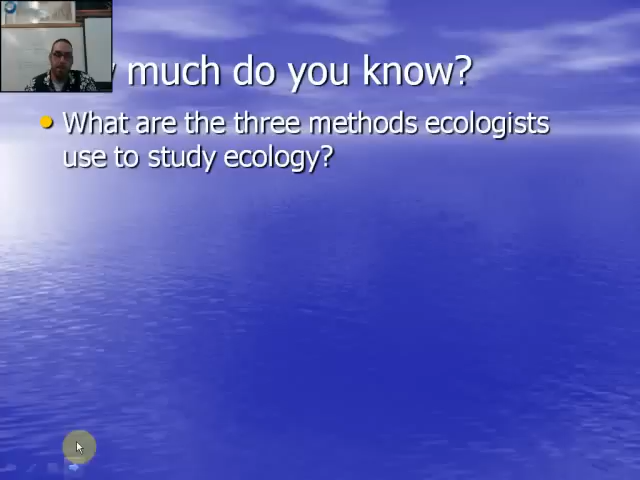 much do you know?
What are the three methods ecologists
use to study ecology?